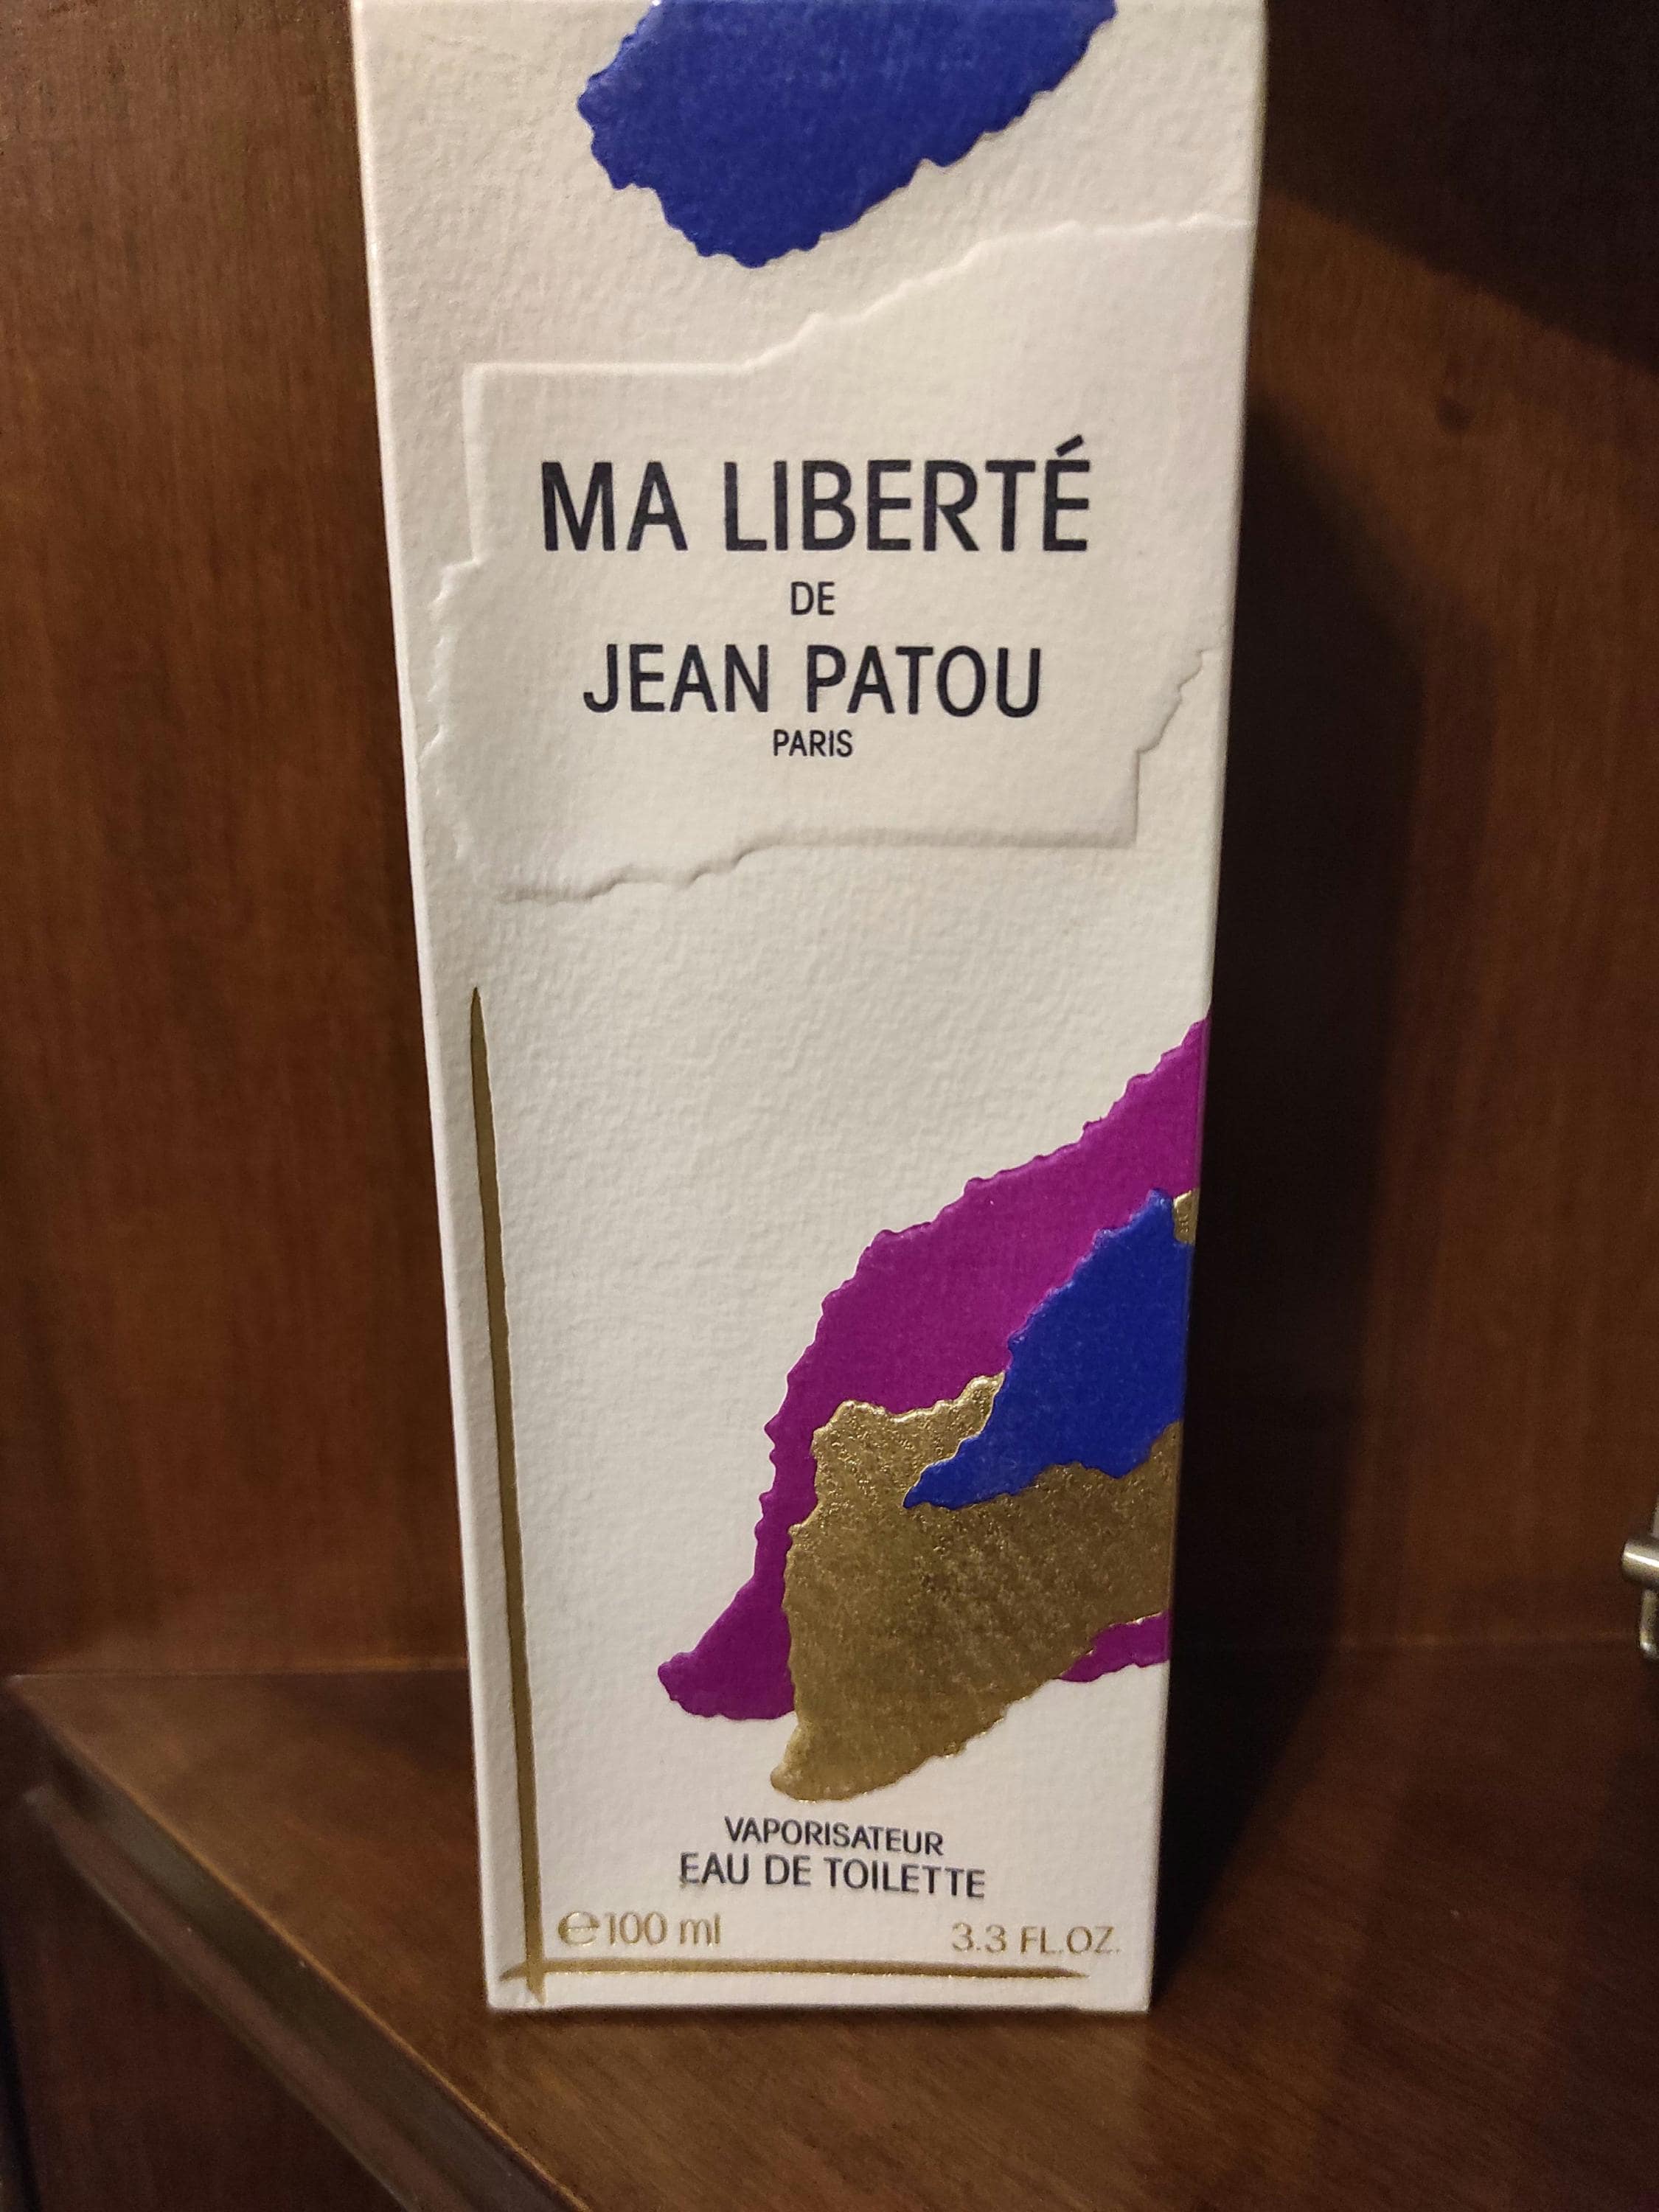 MA LIBERTÉ
DE
JEAN PATOU
PARIS
VAPORISATEUR
EAU DE TOILETTE
℮100 ml 3.3 FL.OZ.